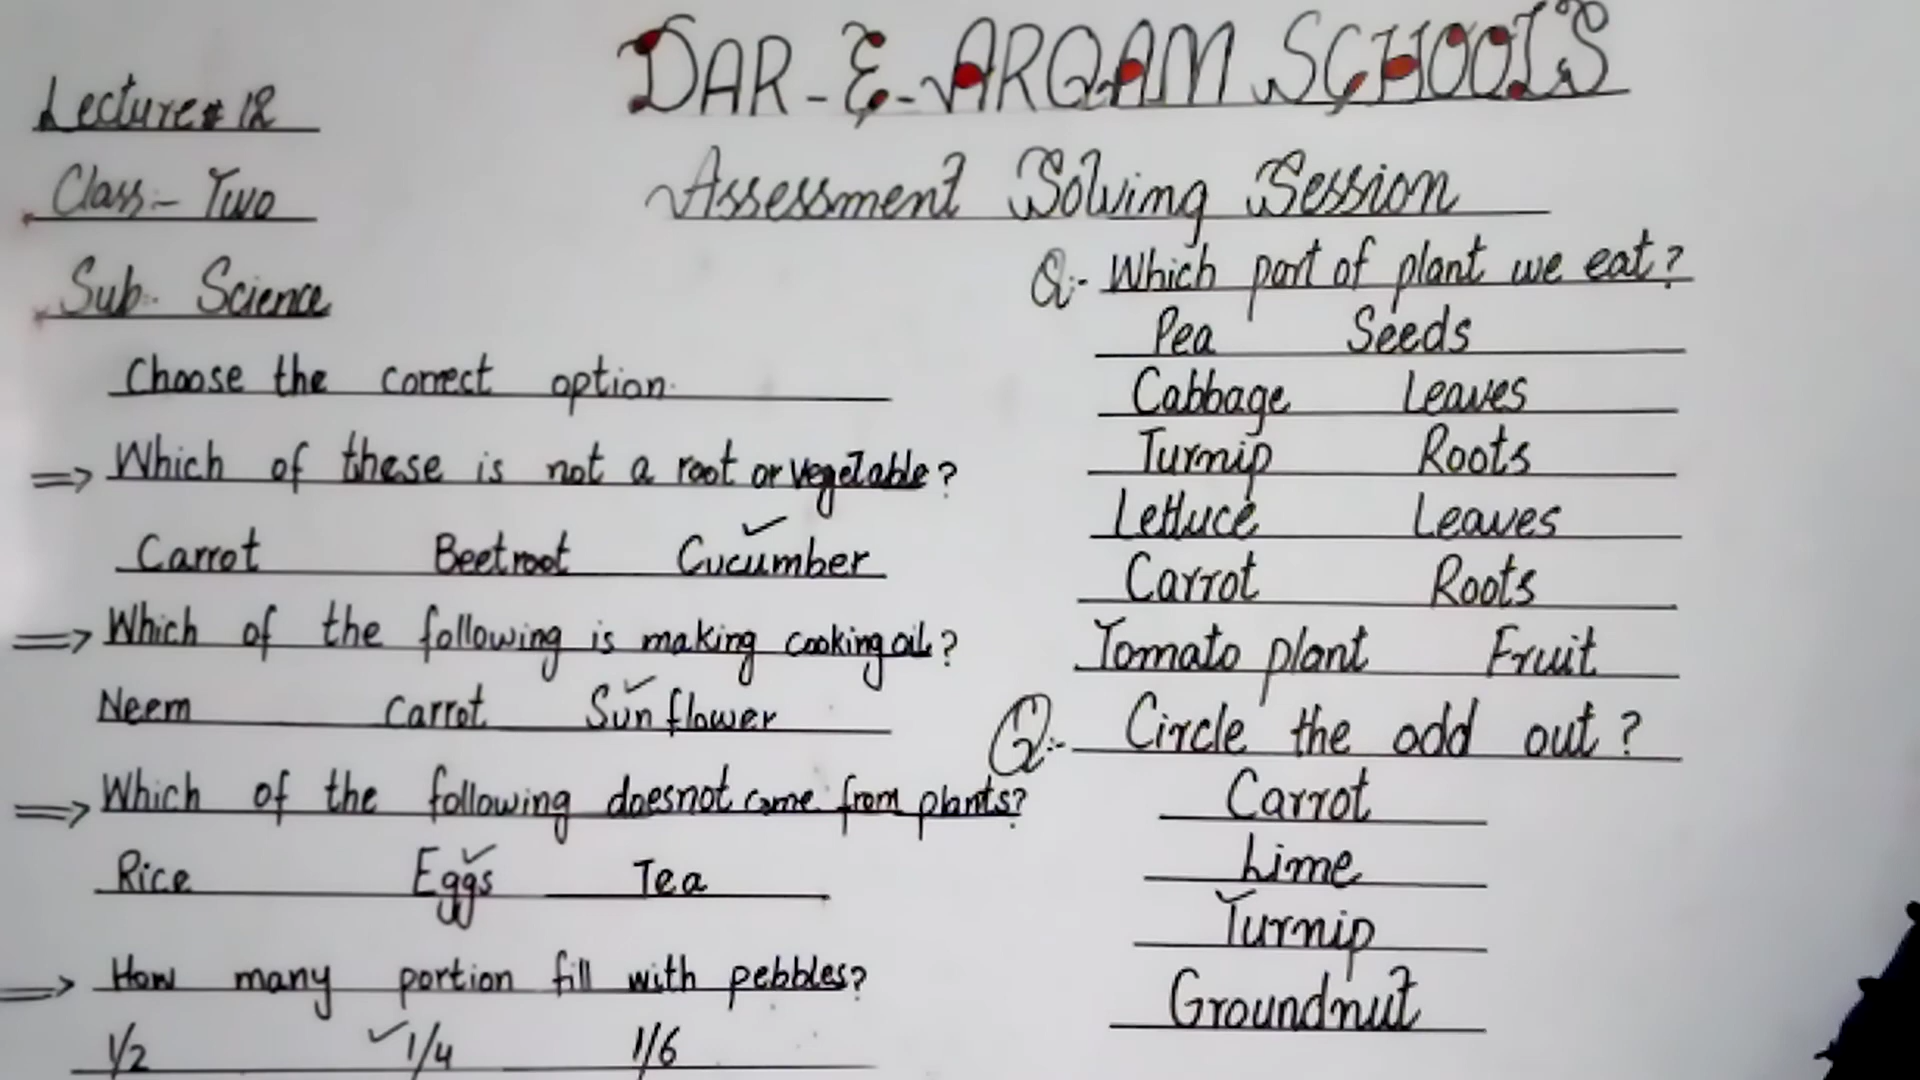 DAR-E-ARQAM SCHOOLS
Lecture# 12
Class:- Two
Assessment Solving Session
Sub:- Science
Choose the correct option.
⇒ Which of these is not a root or vegetable?
Carrot Beetroot Cucumber ✓
⇒ Which of the following is making cooking oil?
Neem Carrot Sunflower ✓
⇒ Which of the following doesnot come from plants?
Rice Eggs ✓ Tea
⇒ How many portion fill with pebbles?
1/2 ✓ 1/4 1/6
Q:- Which part of plant we eat?
Pea Seeds
Cabbage Leaves
Turnip Roots
Lettuce Leaves
Carrot Roots
Tomato plant Fruit
Q:- Circle the odd out?
Carrot
Lime
Turnip
Groundnut